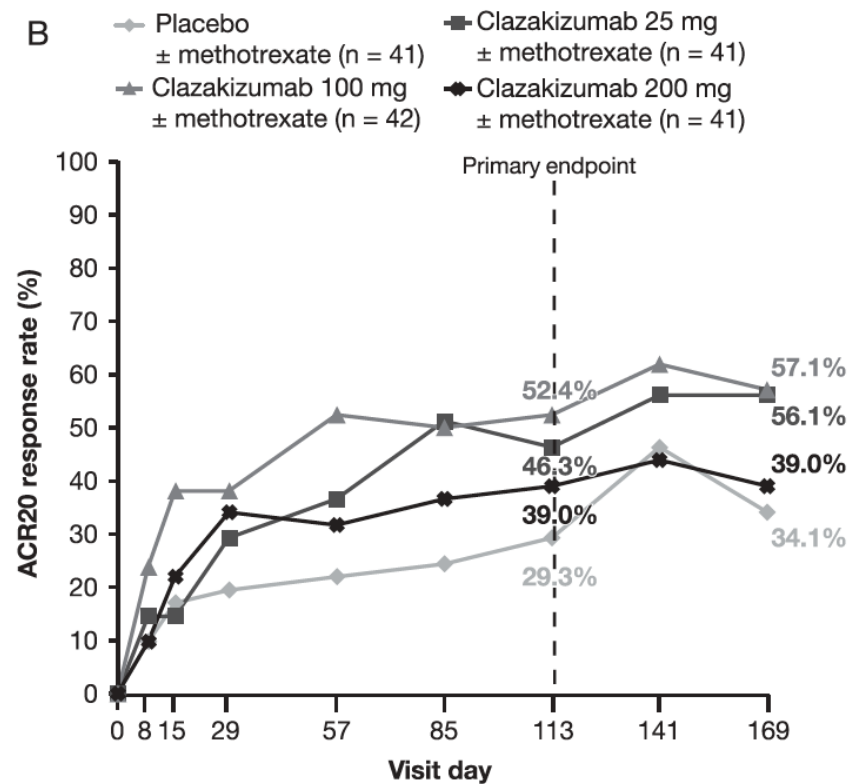 B
Placebo
± methotrexate (n = 41)
Clazakizumab 25 mg
± methotrexate (n = 41)
Clazakizumab 100 mg
± methotrexate (n = 42)
Clazakizumab 200 mg
± methotrexate (n = 41)
Primary endpoint
ACR20 response rate (%)
100
90
80
70
60
50
40
30
20
10
0
52.4%
46.3%
39.0%
29.3%
57.1%
56.1%
39.0%
34.1%
0 8 15 29 57 85 113 141 169
Visit day